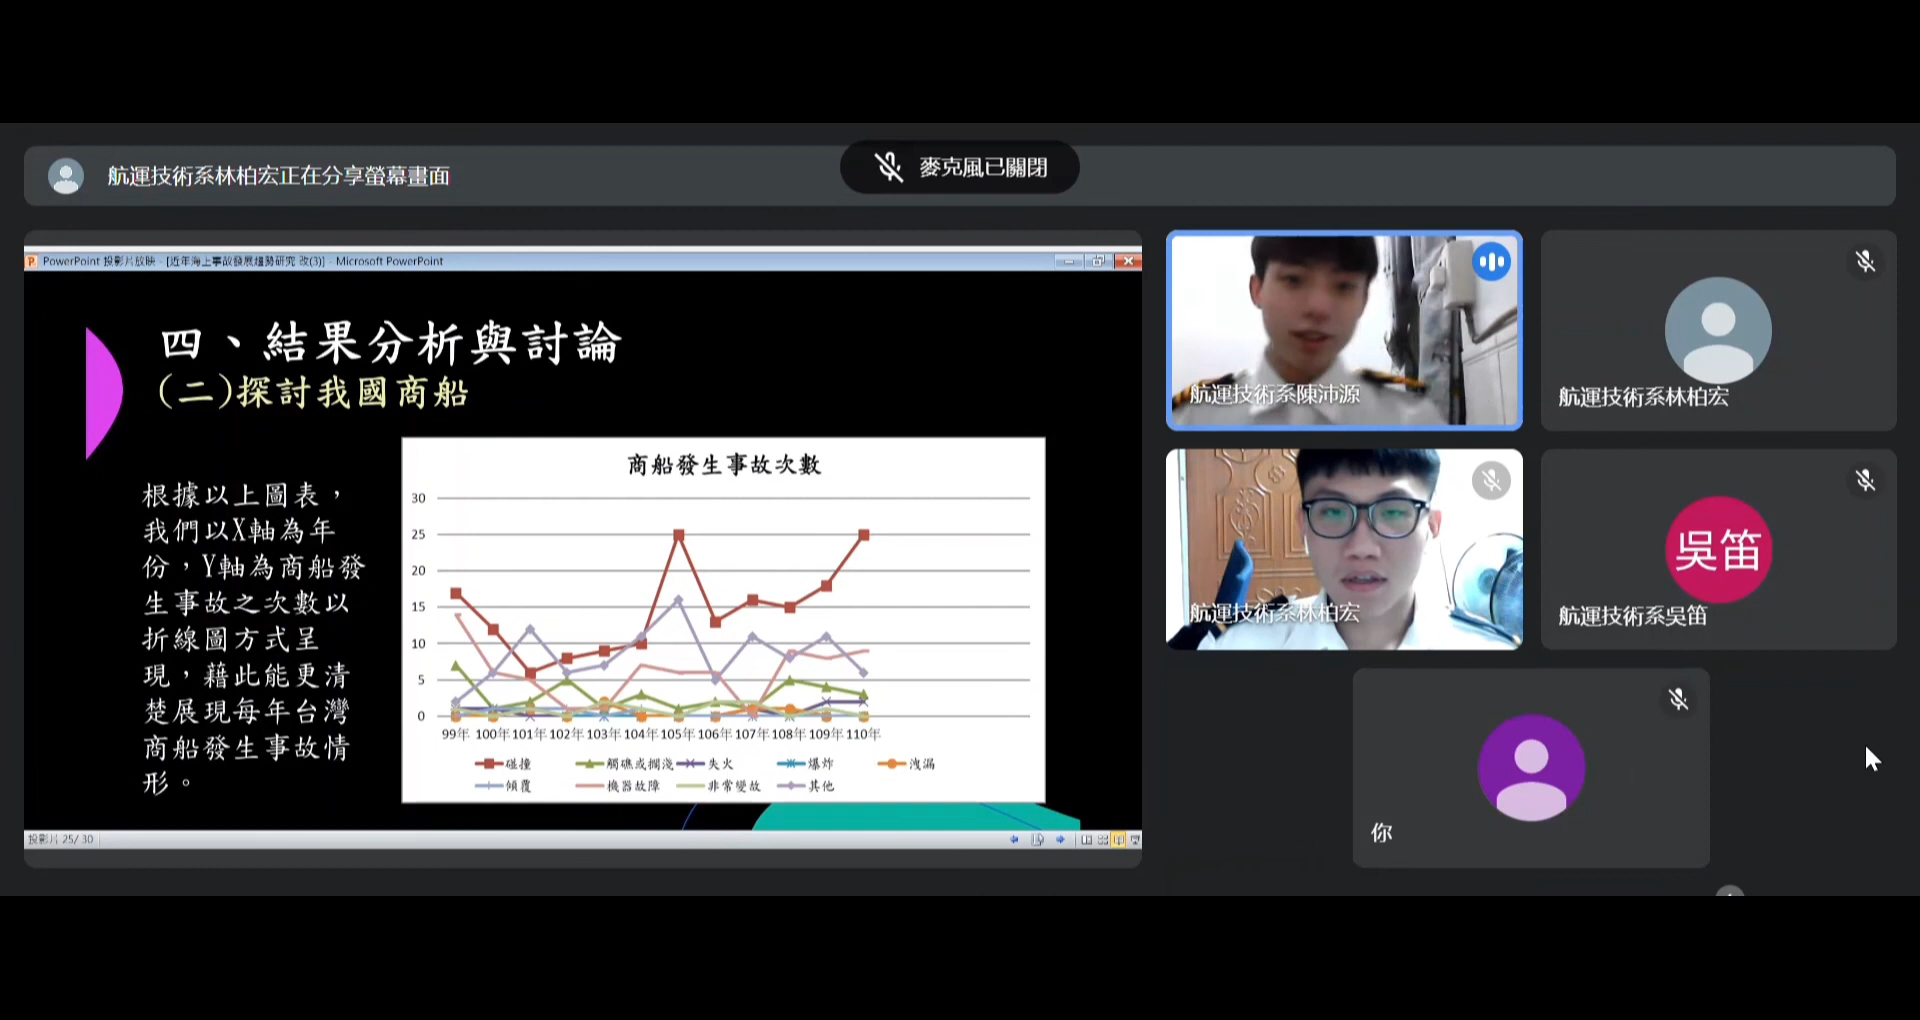 航運技術系林柏宏正在分享螢幕畫面
麥克風已關閉
PowerPoint 投影片放映 - [近年海上事故發展趨勢研究 改(3)] - Microsoft PowerPoint
四、結果分析與討論
(二)探討我國商船
根據以上圖表，
我們以X軸為年
份，Y軸為商船發
生事故之次數以
折線圖方式呈
現，藉此能更清
楚展現每年台灣
商船發生事故情
形。
商船發生事故次數
30
25
20
15
10
5
0
99年 100年 101年 102年 103年 104年 105年 106年 107年 108年 109年 110年
碰撞 觸礁或擱淺 失火 爆炸 洩漏
傾覆 機器故障 非常變故 其他
投影片 25/ 30
航運技術系陳沛源
航運技術系林柏宏
航運技術系林柏宏
吳笛
航運技術系吳笛
你